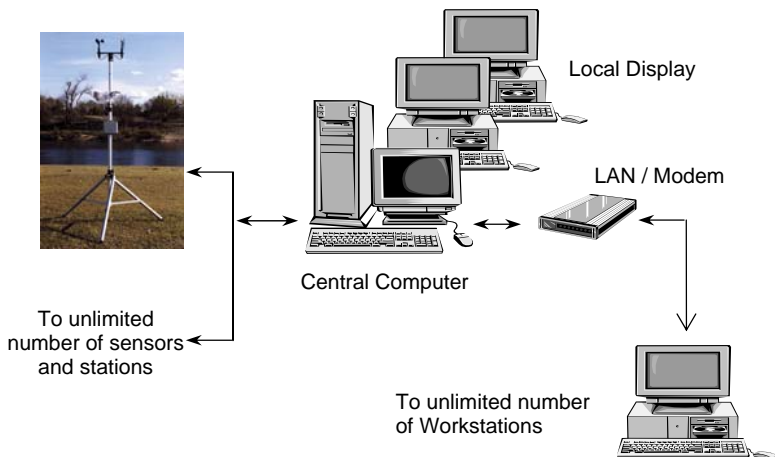 Local Display
LAN / Modem
Central Computer
To unlimited
number of sensors
and stations
To unlimited number
of Workstations